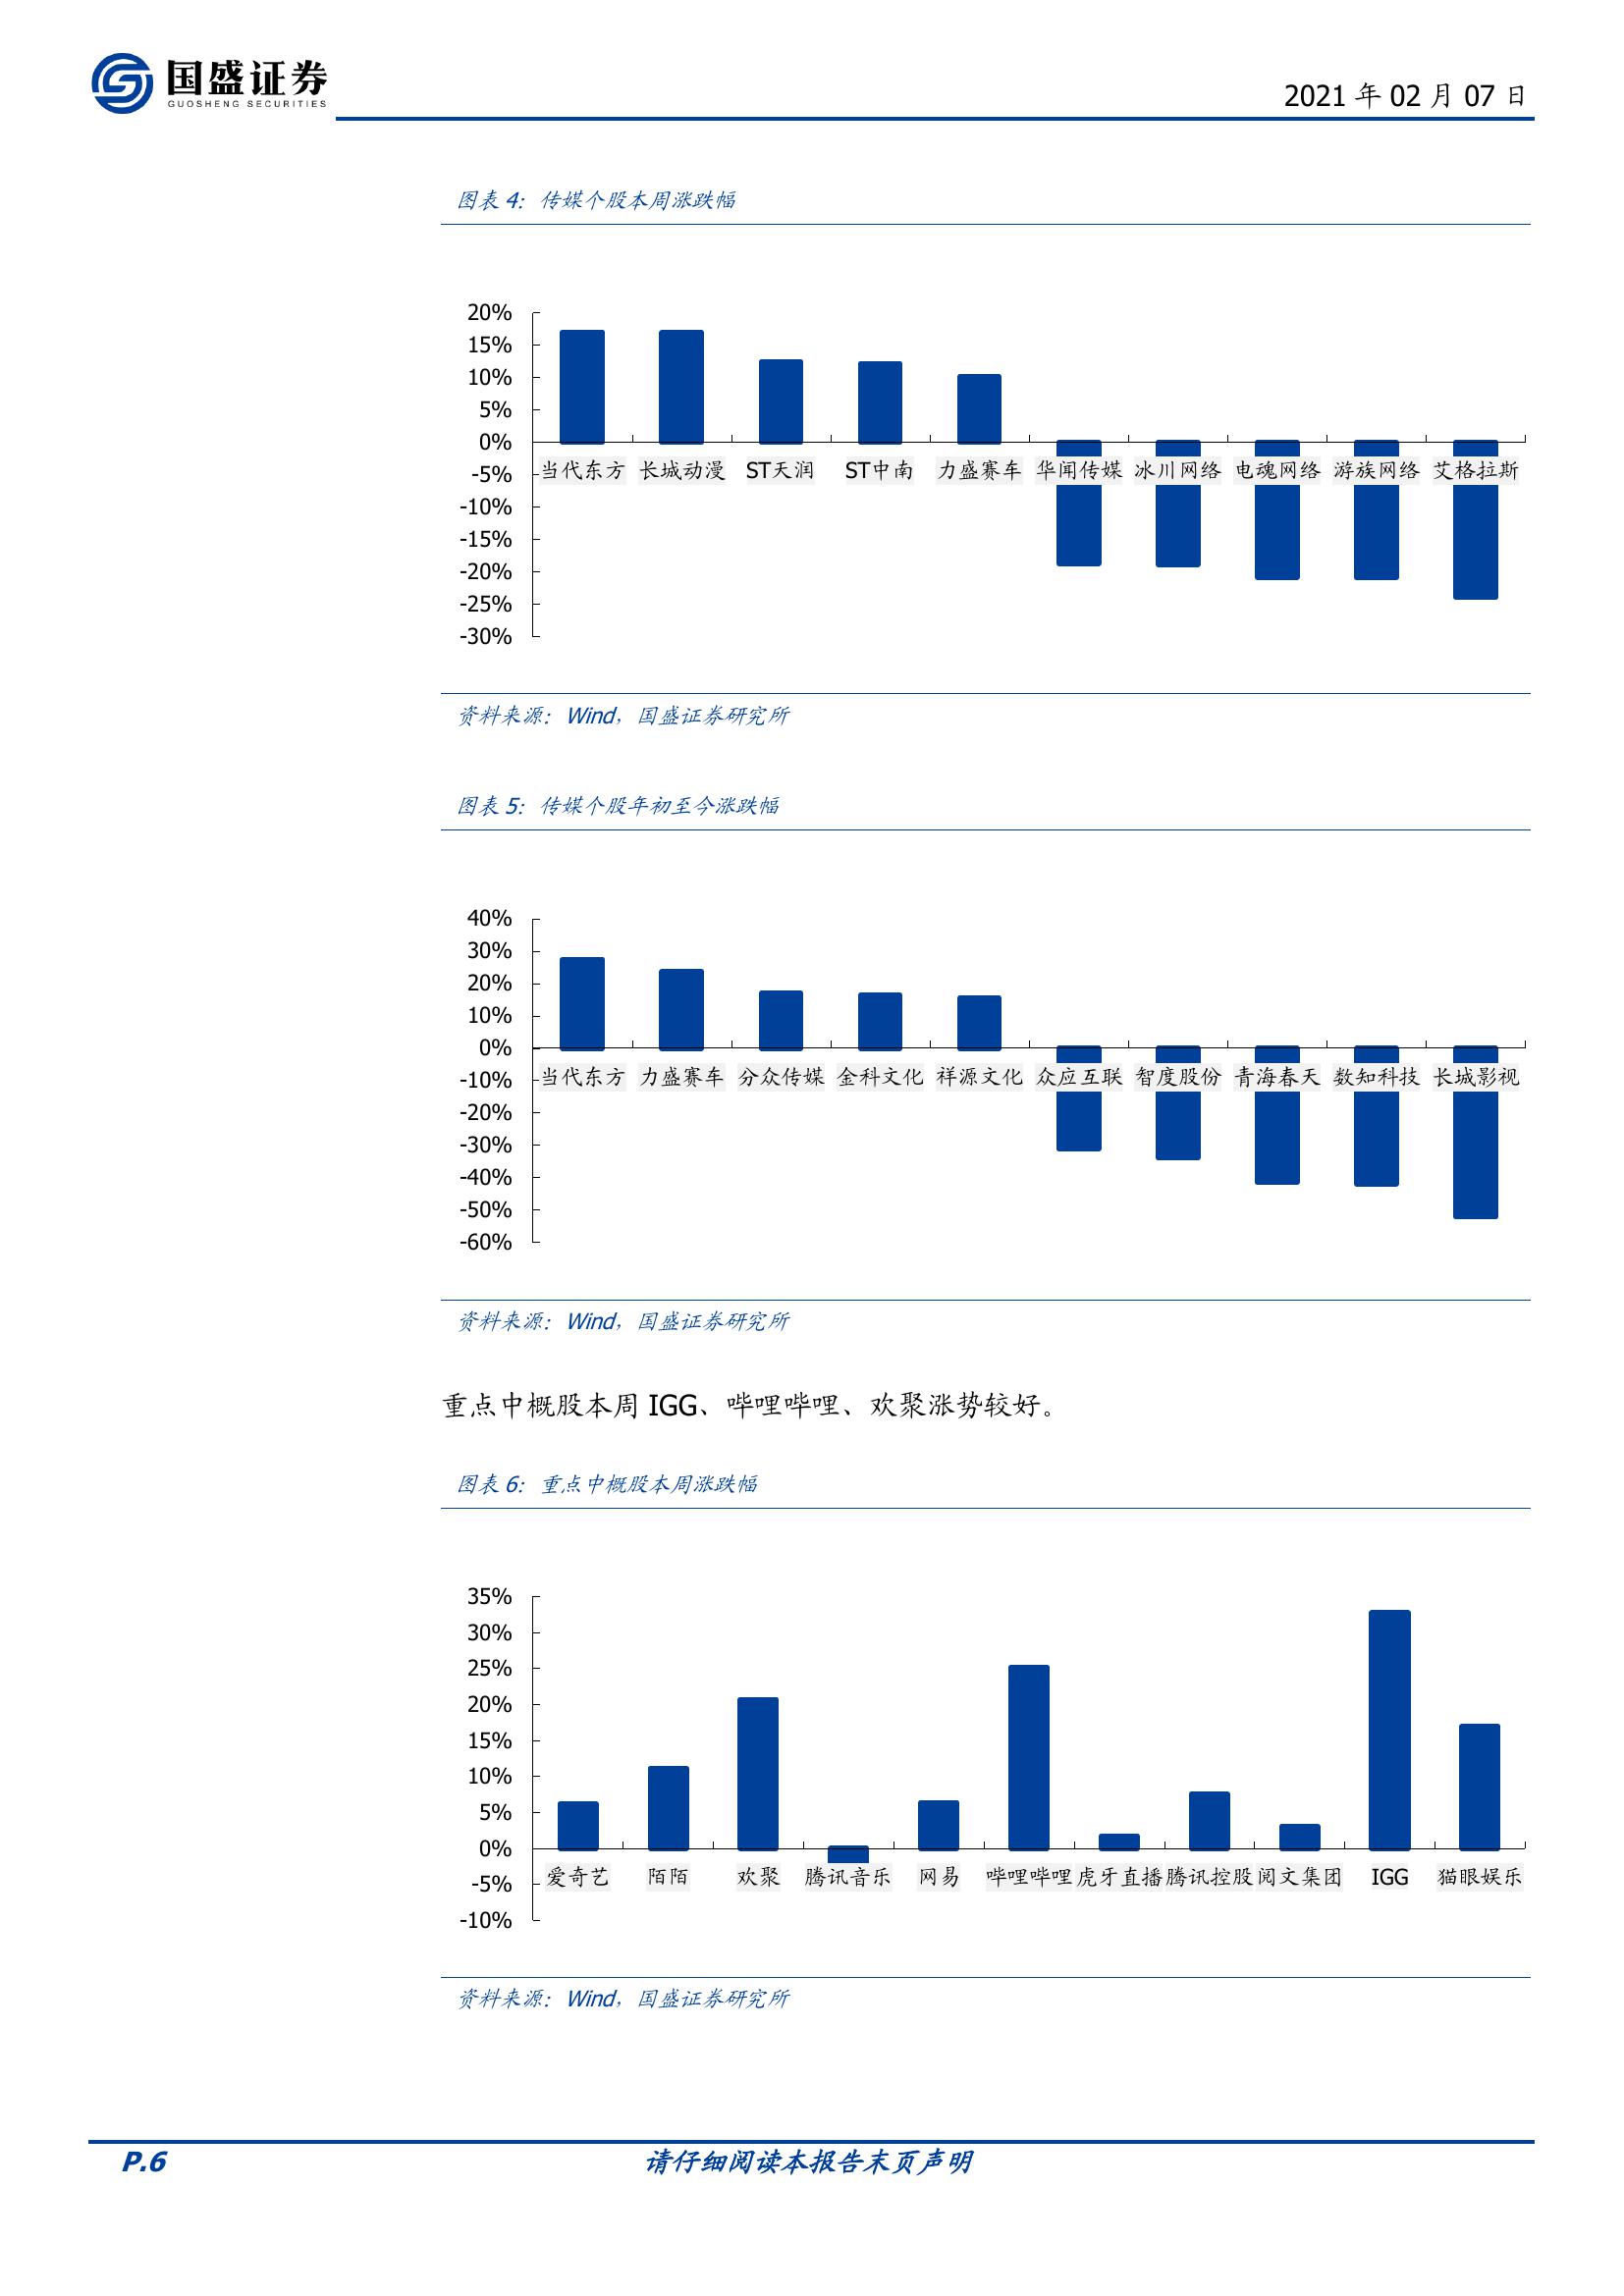 国盛证券
GUOSHENG SECURITIES
2021 年 02 月 07 日
图表 4：传媒个股本周涨跌幅
20%
15%
10%
5%
0%
-5%
-10%
-15%
-20%
-25%
-30%
当代东方 长城动漫 ST天润 ST中南 力盛赛车 华闻传媒 冰川网络 电魂网络 游族网络 艾格拉斯
资料来源：Wind，国盛证券研究所
图表 5：传媒个股年初至今涨跌幅
40%
30%
20%
10%
0%
-10%
-20%
-30%
-40%
-50%
-60%
当代东方 力盛赛车 分众传媒 金科文化 祥源文化 众应互联 智度股份 青海春天 数知科技 长城影视
资料来源：Wind，国盛证券研究所
重点中概股本周 IGG、哔哩哔哩、欢聚涨势较好。
图表 6：重点中概股本周涨跌幅
35%
30%
25%
20%
15%
10%
5%
0%
-5%
-10%
爱奇艺 陌陌 欢聚 腾讯音乐 网易 哔哩哔哩 虎牙直播 腾讯控股 阅文集团 IGG 猫眼娱乐
资料来源：Wind，国盛证券研究所
P.6 请仔细阅读本报告末页声明